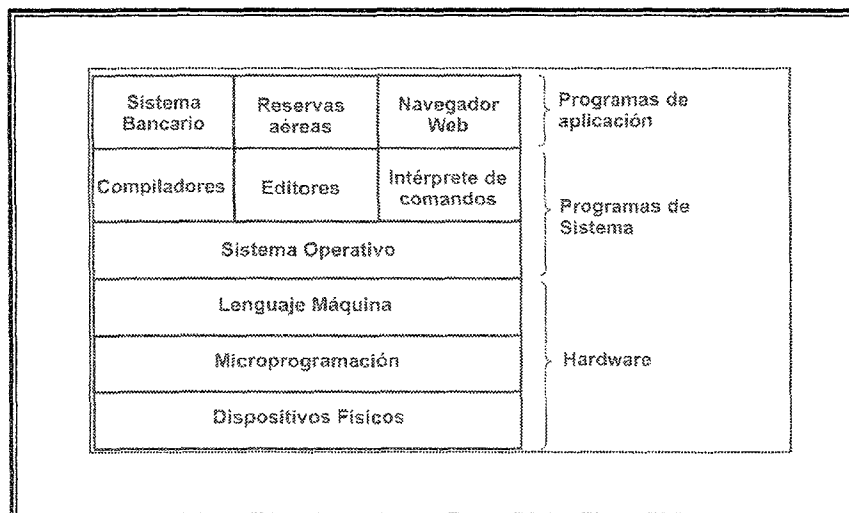 Sistema Bancario
Reservas aéreas
Navegador Web
Programas de aplicación
Compiladores
Editores
Intérprete de comandos
Programas de Sistema
Sistema Operativo
Lenguaje Máquina
Microprogramación
Hardware
Dispositivos Físicos